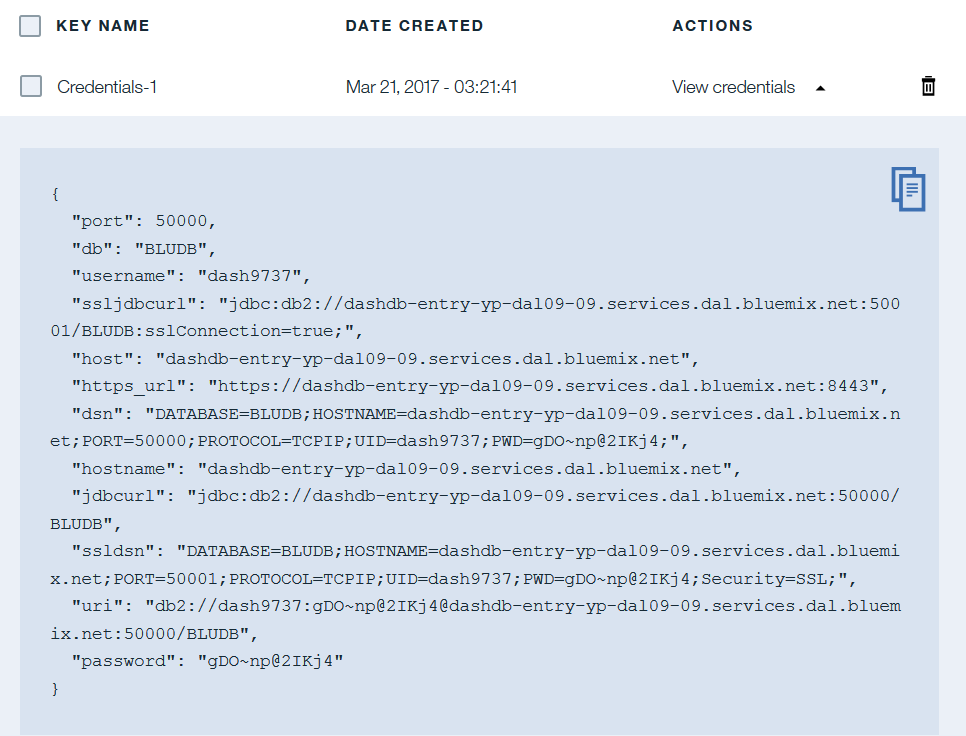 KEY NAME DATE CREATED ACTIONS
Credentials-1 Mar 21, 2017 - 03:21:41 View credentials
{
  "port": 50000,
  "db": "BLUDB",
  "username": "dash9737",
  "ssljdbcurl": "jdbc:db2://dashdb-entry-yp-dal09-09.services.dal.bluemix.net:500
01/BLUDB:sslConnection=true;",
  "host": "dashdb-entry-yp-dal09-09.services.dal.bluemix.net",
  "https_url": "https://dashdb-entry-yp-dal09-09.services.dal.bluemix.net:8443",
  "dsn": "DATABASE=BLUDB;HOSTNAME=dashdb-entry-yp-dal09-09.services.dal.bluemix.n
et;PORT=50000;PROTOCOL=TCPIP;UID=dash9737;PWD=gDO~np@2IKj4;",
  "hostname": "dashdb-entry-yp-dal09-09.services.dal.bluemix.net",
  "jdbcurl": "jdbc:db2://dashdb-entry-yp-dal09-09.services.dal.bluemix.net:50000/
BLUDB",
  "ssldsn": "DATABASE=BLUDB;HOSTNAME=dashdb-entry-yp-dal09-09.services.dal.bluemi
x.net;PORT=50001;PROTOCOL=TCPIP;UID=dash9737;PWD=gDO~np@2IKj4;Security=SSL;",
  "uri": "db2://dash9737:gDO~np@2IKj4@dashdb-entry-yp-dal09-09.services.dal.bluem
ix.net:50000/BLUDB",
  "password": "gDO~np@2IKj4"
}